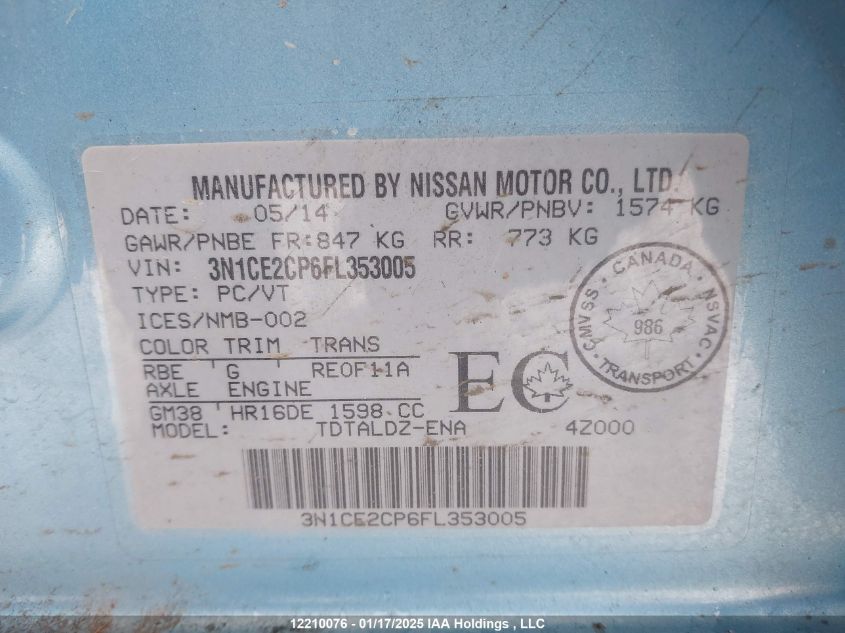 MANUFACTURED BY NISSAN MOTOR CO., LTD.
DATE: 05/14 GVWR/PNBV: 1574 KG
GAWR/PNBE FR:847 KG RR: 773 KG
VIN: 3N1CE2CP6FL353005
TYPE: PC/VT
ICES/NMB-002
COLOR TRIM TRANS
RBE G RE0F11A
AXLE ENGINE
GM38 HR16DE 1598 CC
MODEL: TDTALDZ-ENA 4Z000
EC
CANADA
CMVSS NSVAC
986
TRANSPORT
3N1CE2CP6FL353005
12210076 - 01/17/2025 IAA Holdings , LLC